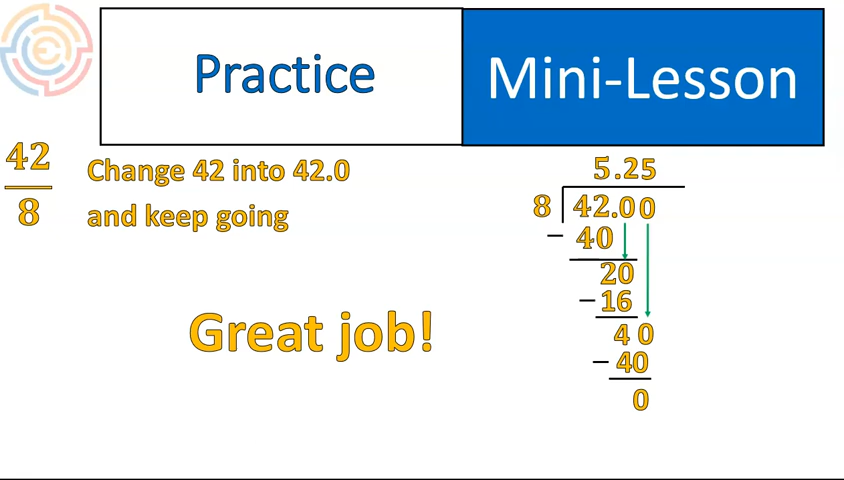 Practice
Mini-Lesson
42
8
Change 42 into 42.0
and keep going
Great job!
5.25
8 42.00
- 40
20
- 16
40
- 40
0